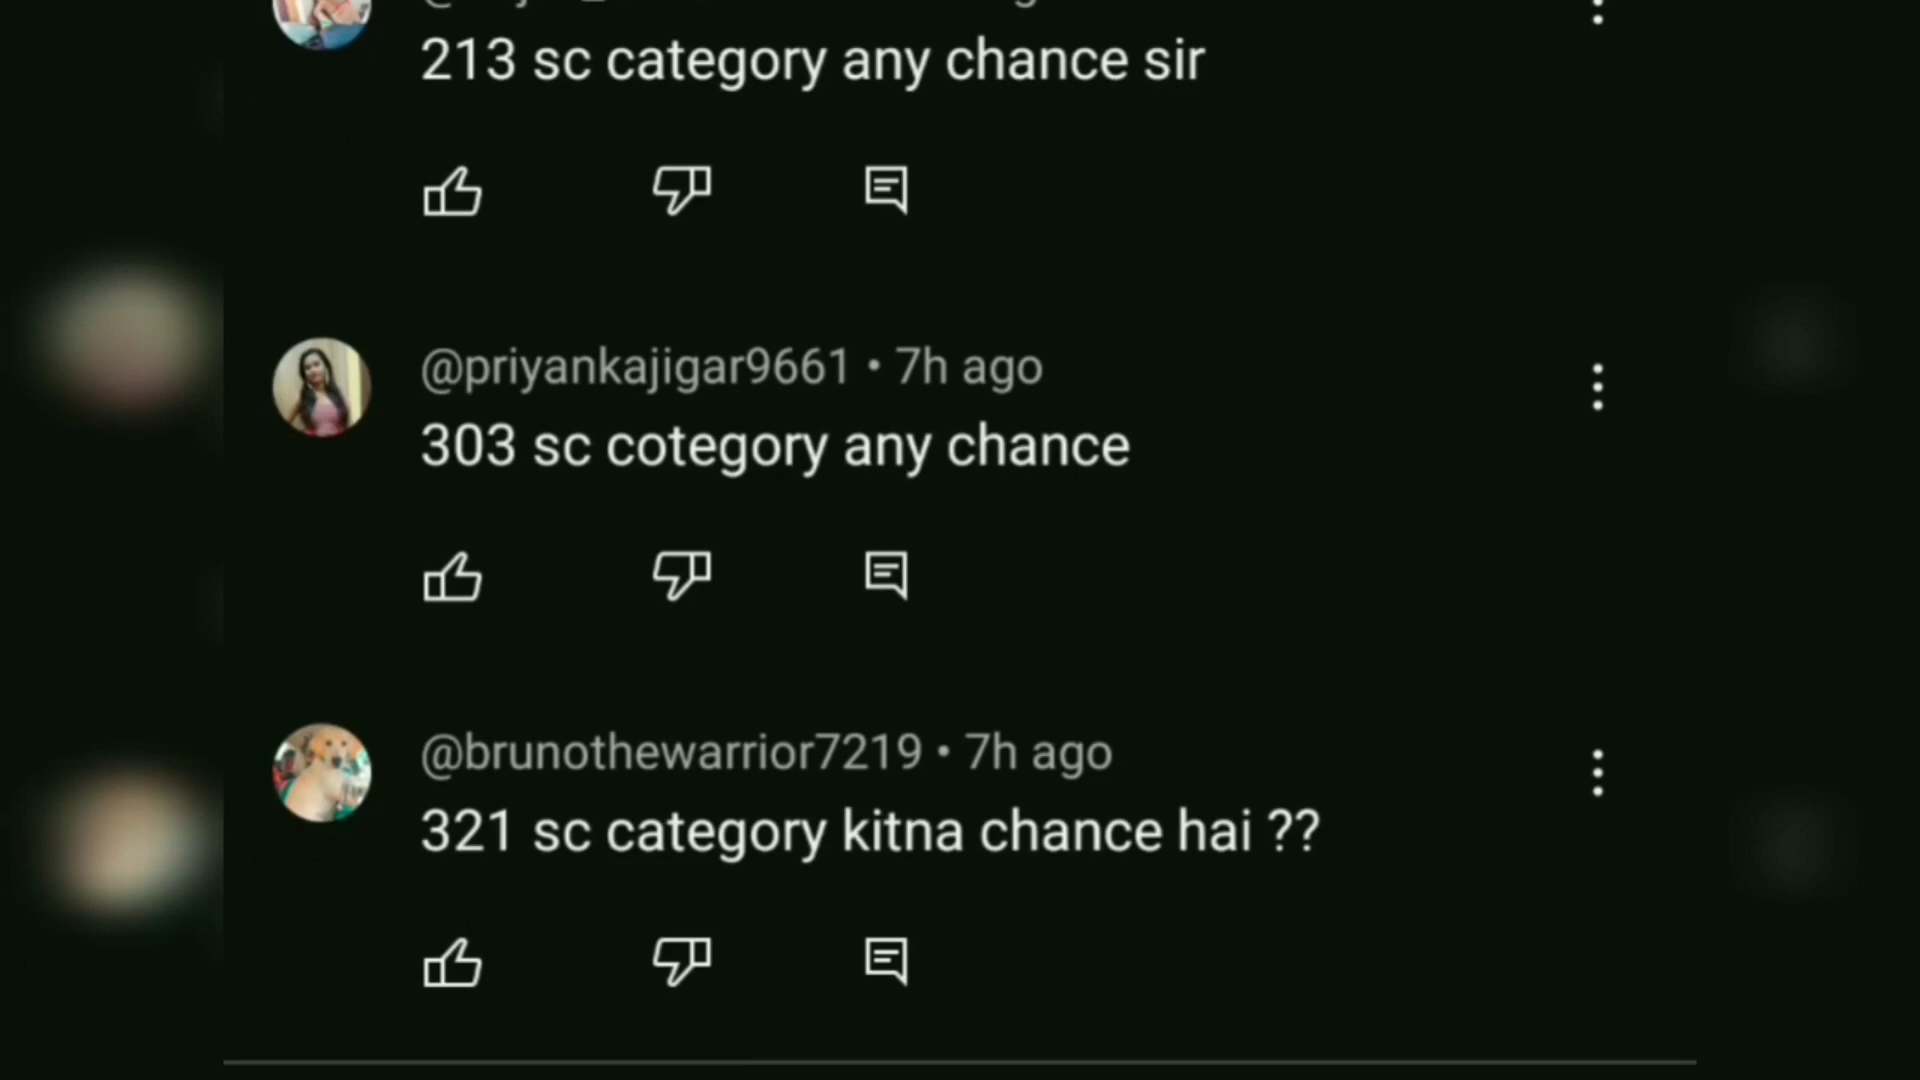 213 sc category any chance sir
@priyankajigar9661 • 7h ago
303 sc cotegory any chance
@brunothewarrior7219 • 7h ago
321 sc category kitna chance hai ??